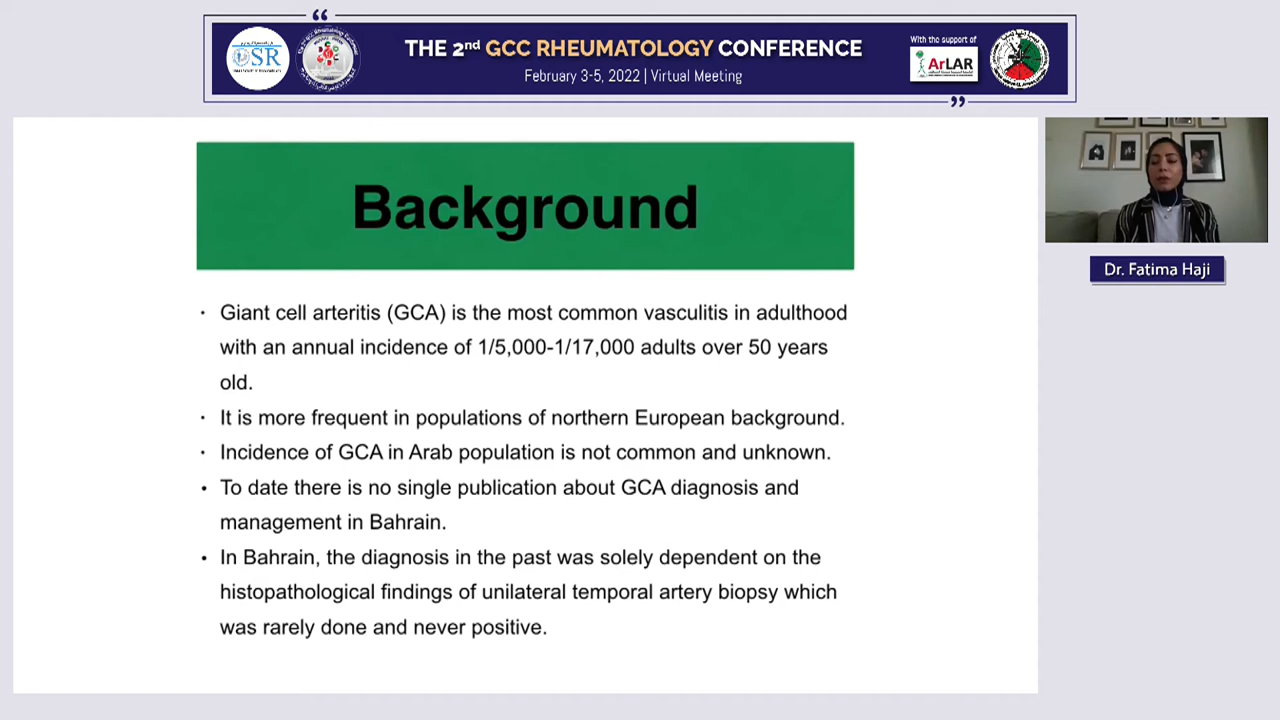 “
THE 2nd GCC RHEUMATOLOGY CONFERENCE
February 3-5, 2022 | Virtual Meeting
With the support of
ArLAR
”
Background
Dr. Fatima Haji
· Giant cell arteritis (GCA) is the most common vasculitis in adulthood
with an annual incidence of 1/5,000-1/17,000 adults over 50 years
old.
· It is more frequent in populations of northern European background.
· Incidence of GCA in Arab population is not common and unknown.
• To date there is no single publication about GCA diagnosis and
management in Bahrain.
• In Bahrain, the diagnosis in the past was solely dependent on the
histopathological findings of unilateral temporal artery biopsy which
was rarely done and never positive.